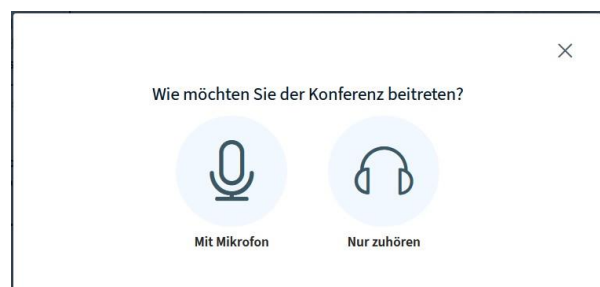 Wie möchten Sie der Konferenz beitreten?
Mit Mikrofon
Nur zuhören